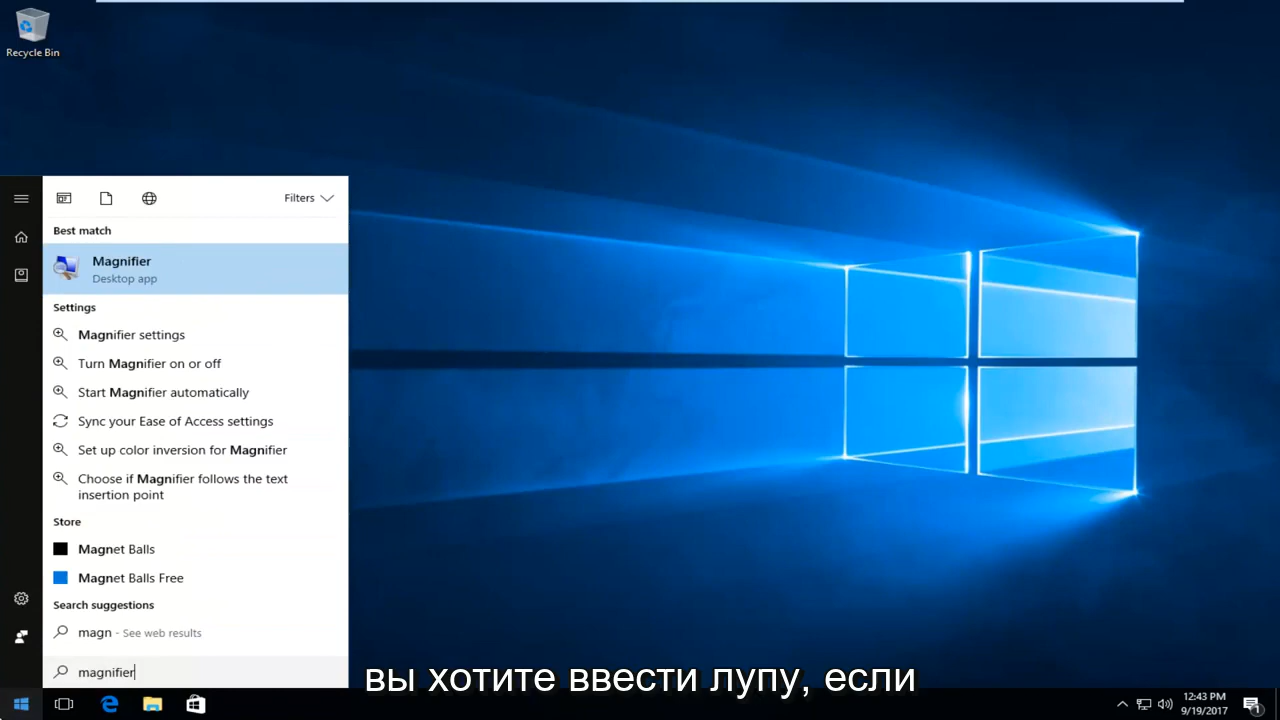 Recycle Bin
Filters
Best match
Magnifier
Desktop app
Settings
Magnifier settings
Turn Magnifier on or off
Start Magnifier automatically
Sync your Ease of Access settings
Set up color inversion for Magnifier
Choose if Magnifier follows the text
insertion point
Store
Magnet Balls
Magnet Balls Free
Search suggestions
magn - See web results
magnifier
вы хотите ввести лупу, если
12:43 PM
9/19/2017
1